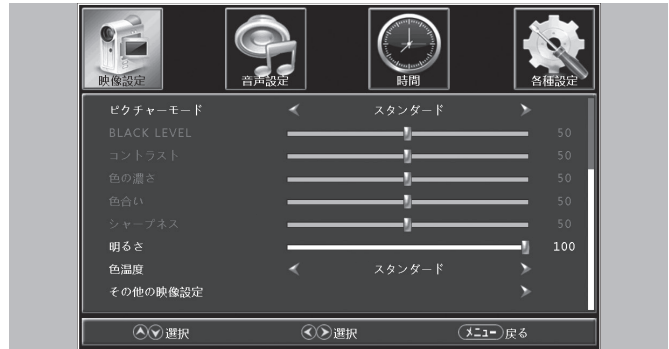 映像設定 音声設定 時間 各種設定
ピクチャーモード スタンダード
BLACK LEVEL 50
コントラスト 50
色の濃さ 50
色合い 50
シャープネス 50
明るさ 100
色温度 スタンダード
その他の映像設定
選択 選択 メニュー 戻る